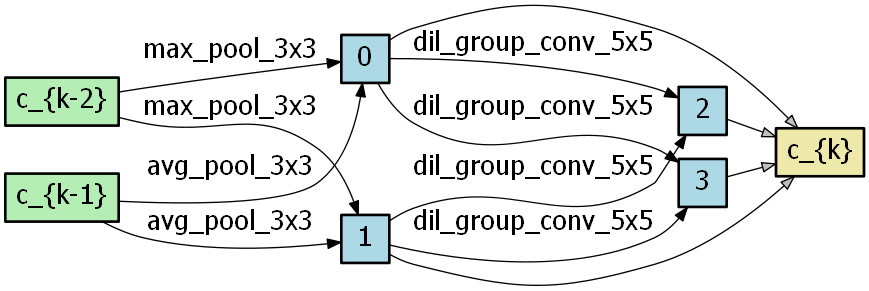 max_pool_3x3
dil_group_conv_5x5
0
c_{k-2}
max_pool_3x3
dil_group_conv_5x5
2
c_{k}
avg_pool_3x3
dil_group_conv_5x5
3
c_{k-1}
avg_pool_3x3
dil_group_conv_5x5
1